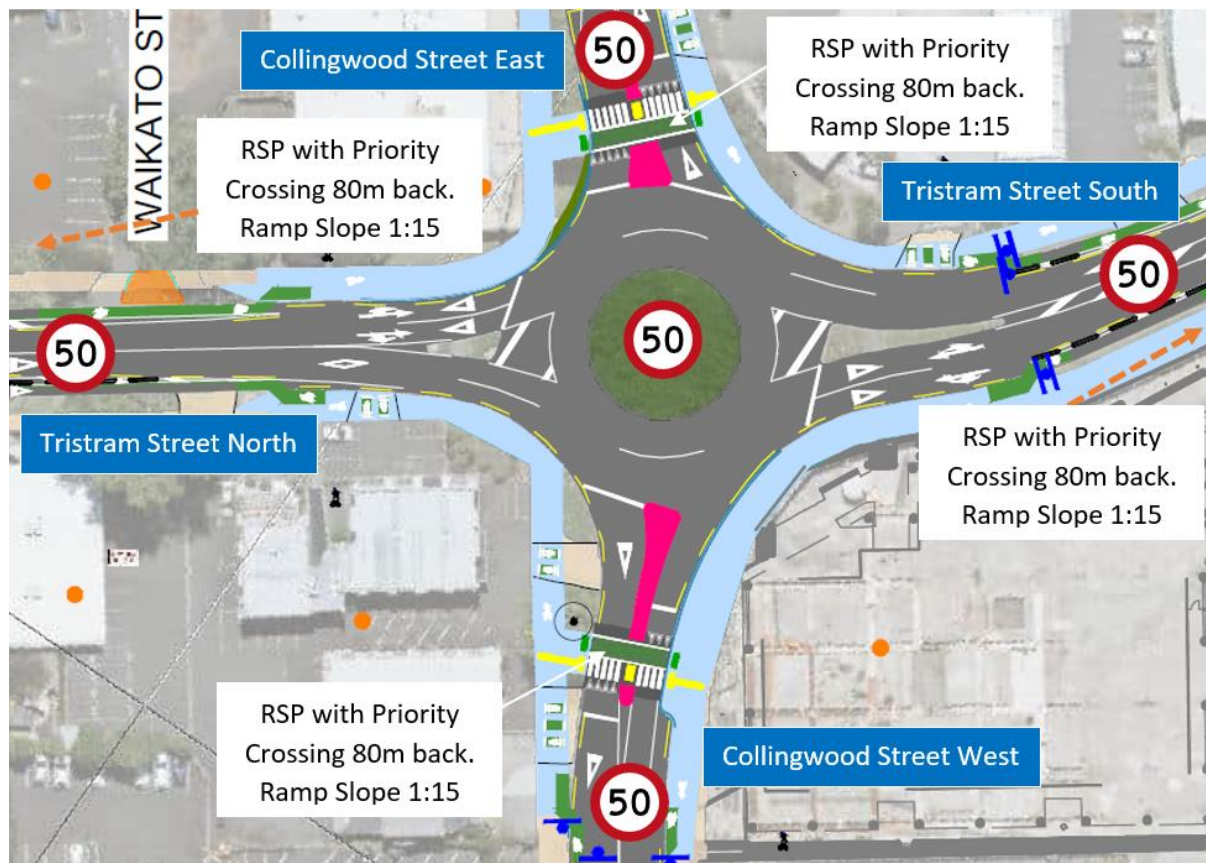 50
Collingwood Street East
RSP with Priority
Crossing 80m back.
Ramp Slope 1:15
WAIKATO ST
RSP with Priority
Crossing 80m back.
Ramp Slope 1:15
Tristram Street South
50
50
50
Tristram Street North
RSP with Priority
Crossing 80m back.
Ramp Slope 1:15
RSP with Priority
Crossing 80m back.
Ramp Slope 1:15
Collingwood Street West
50